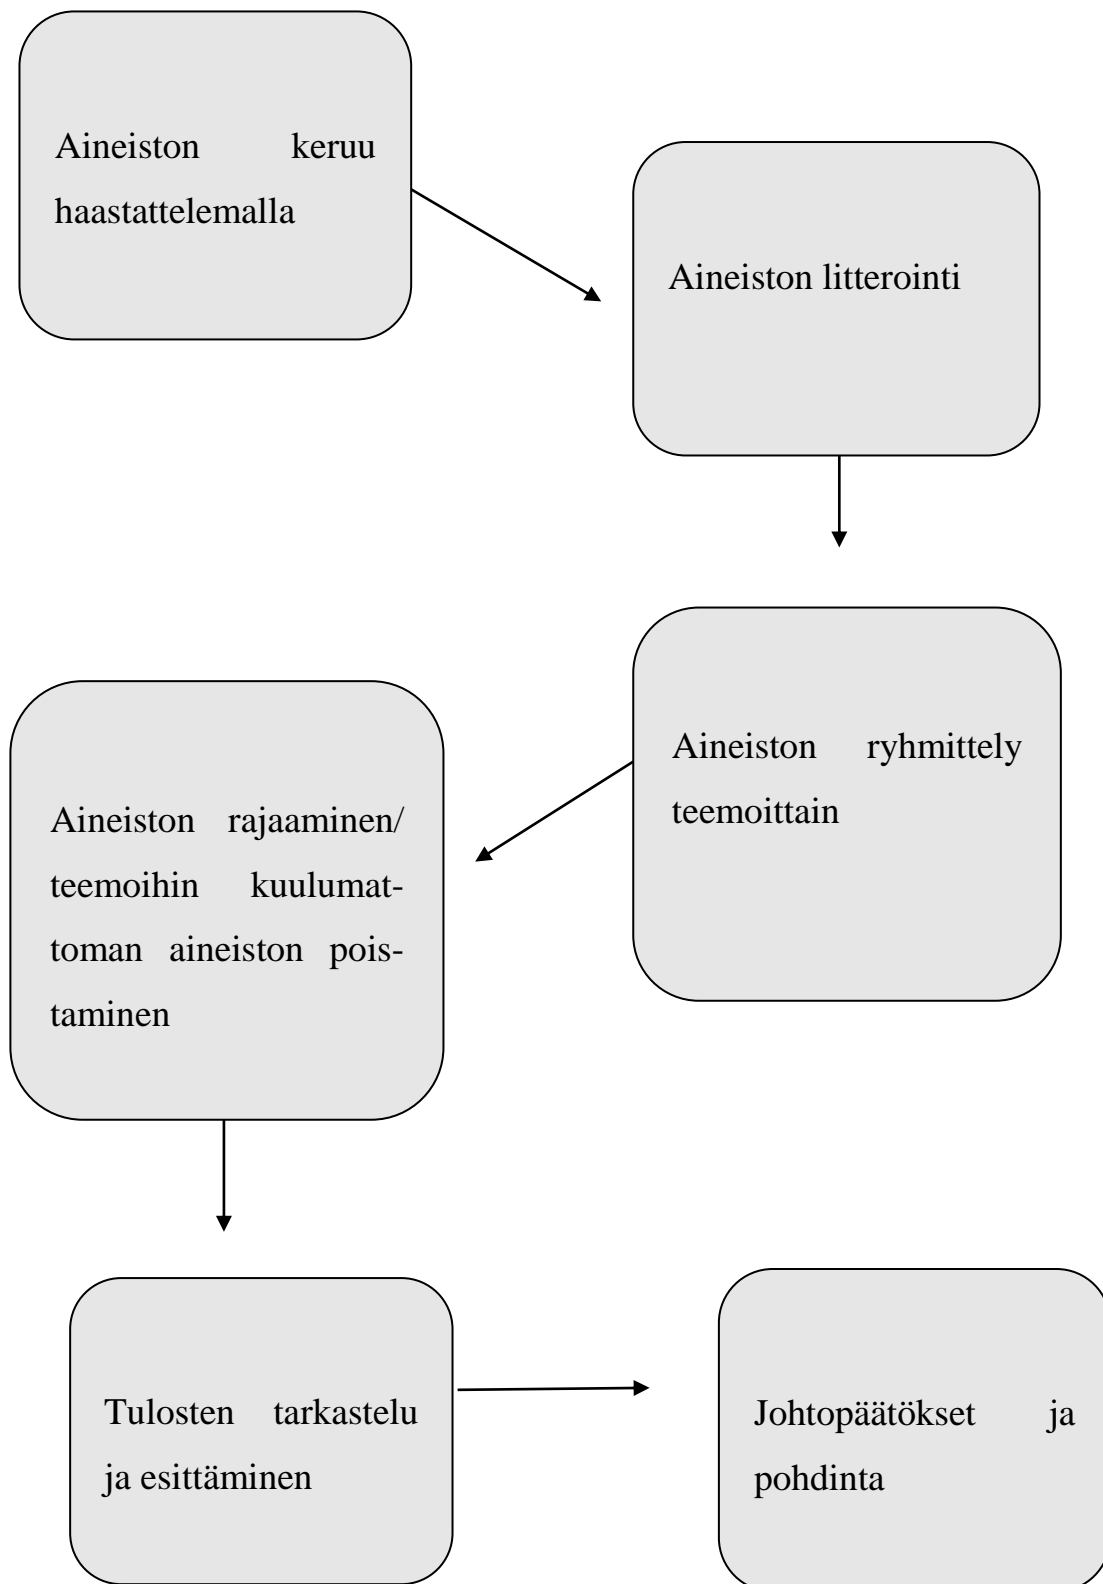 Aineiston keruu
haastattelemalla
Aineiston litterointi
Aineiston ryhmittely
teemoittain
Aineiston rajaaminen/
teemoihin kuulumat-
toman aineiston pois-
taminen
Tulosten tarkastelu
ja esittäminen
Johtopäätökset ja
pohdinta